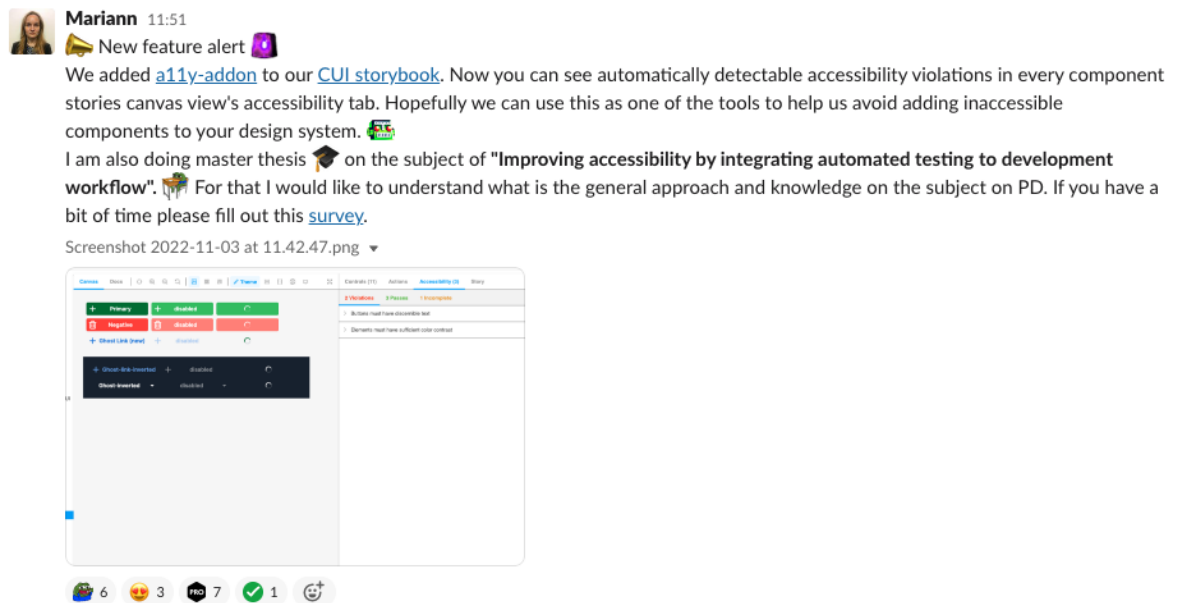 Mariann 11:51
New feature alert
We added a11y-addon to our CUI storybook. Now you can see automatically detectable accessibility violations in every component
stories canvas view's accessibility tab. Hopefully we can use this as one of the tools to help us avoid adding inaccessible
components to your design system.
I am also doing master thesis on the subject of "Improving accessibility by integrating automated testing to development
workflow". For that I would like to understand what is the general approach and knowledge on the subject on PD. If you have a
bit of time please fill out this survey.
Screenshot 2022-11-03 at 11.42.47.png
Canvas Docs Theme Controls (11) Actions Accessibility (3) Story
2 Violations 3 Passes 1 Incomplete
Primary disabled
Buttons must have discernible text
Negative disabled
Elements must have sufficient color contrast
Ghost Link (new) disabled
Ghost-link-inverted disabled
Ghost-inverted disabled
6 3 PRO 7 1